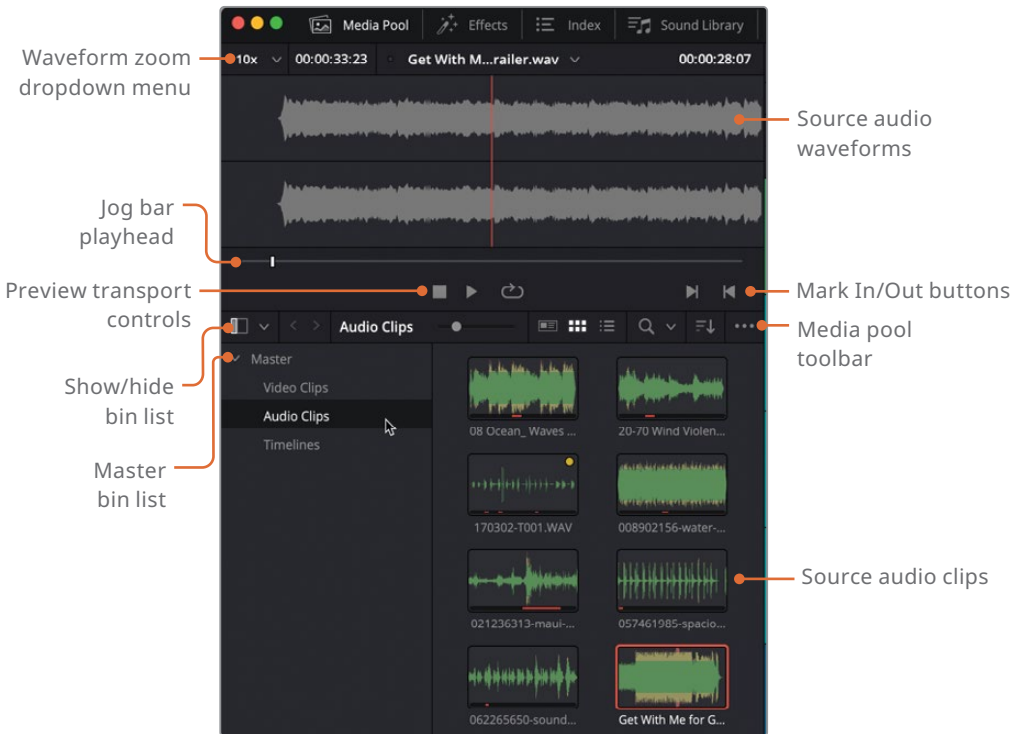 Media Pool Effects Index Sound Library
Waveform zoom
dropdown menu
10x 00:00:33:23 Get With M...railer.wav 00:00:28:07
Source audio
waveforms
Jog bar
playhead
Preview transport
controls
Mark In/Out buttons
Audio Clips
Media pool
toolbar
Show/hide
bin list
Master
bin list
Master
Video Clips
Audio Clips
Timelines
08 Ocean_ Waves ... 20-70 Wind Violen...
170302-T001.WAV 008902156-water-...
021236313-maui-... 057461985-spacio...
Source audio clips
062265650-sound... Get With Me for G...